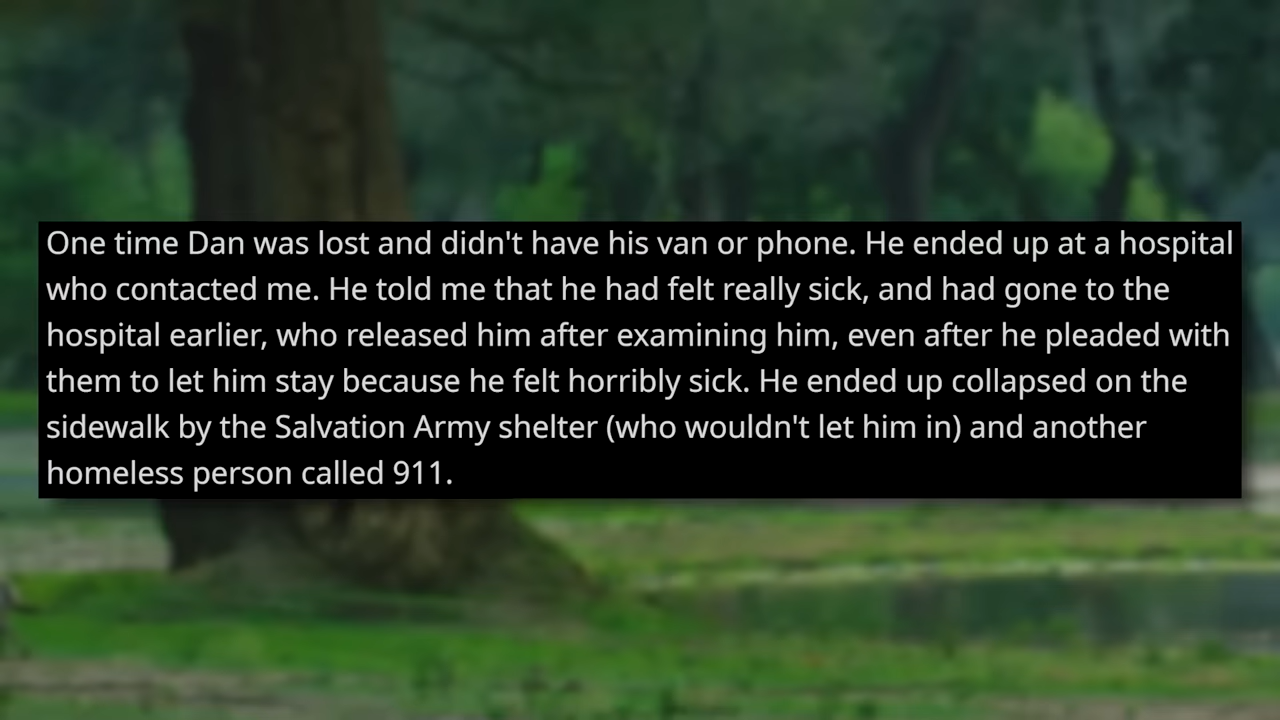 One time Dan was lost and didn't have his van or phone. He ended up at a hospital
who contacted me. He told me that he had felt really sick, and had gone to the
hospital earlier, who released him after examining him, even after he pleaded with
them to let him stay because he felt horribly sick. He ended up collapsed on the
sidewalk by the Salvation Army shelter (who wouldn't let him in) and another
homeless person called 911.